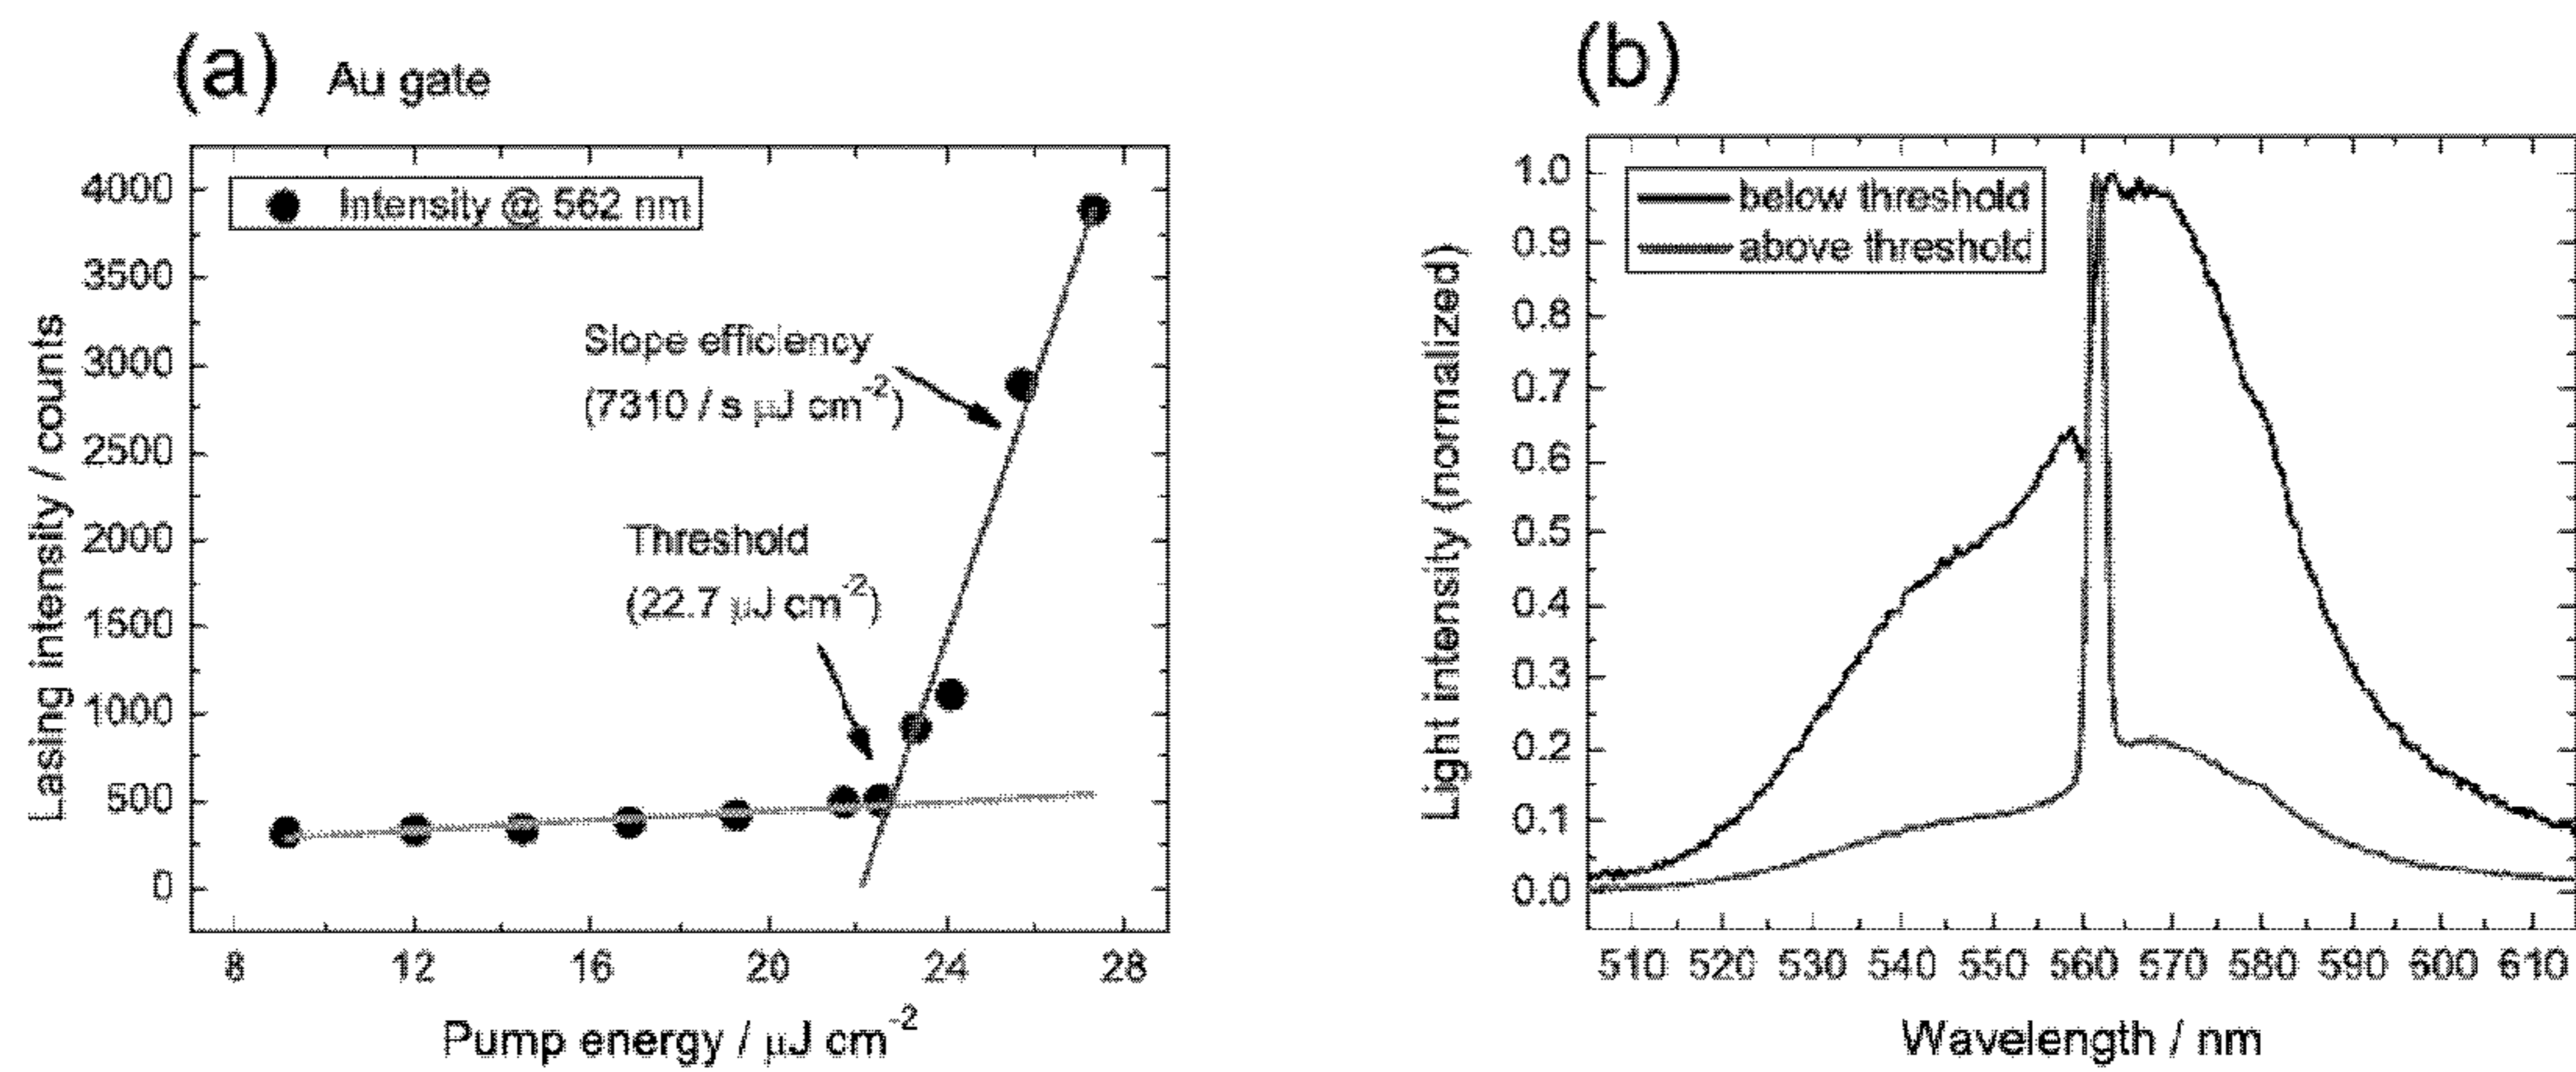 (a) Au gate
Intensity @ 562 nm
4000
3500
3000
2500
2000
1500
1000
500
0
Lasing intensity / counts
Slope efficiency
(7310 / s µJ cm-2)
Threshold
(22.7 µJ cm-2)
8 12 16 20 24 28
Pump energy / µJ cm-2
(b)
below threshold
above threshold
1.0
0.9
0.8
0.7
0.6
0.5
0.4
0.3
0.2
0.1
0.0
Light intensity (normalized)
510 520 530 540 550 560 570 580 590 600 610
Wavelength / nm